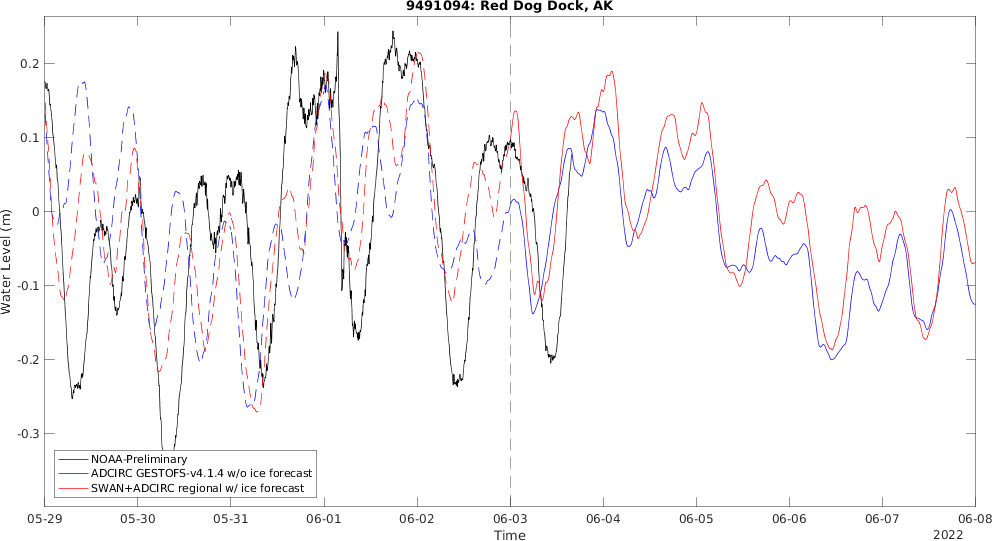 9491094: Red Dog Dock, AK
Water Level (m)
0.2
0.1
0
-0.1
-0.2
-0.3
NOAA-Preliminary
ADCIRC GESTOFS-v4.1.4 w/o ice forecast
SWAN+ADCIRC regional w/ ice forecast
05-29 05-30 05-31 06-01 06-02 06-03 06-04 06-05 06-06 06-07 06-08
Time
2022